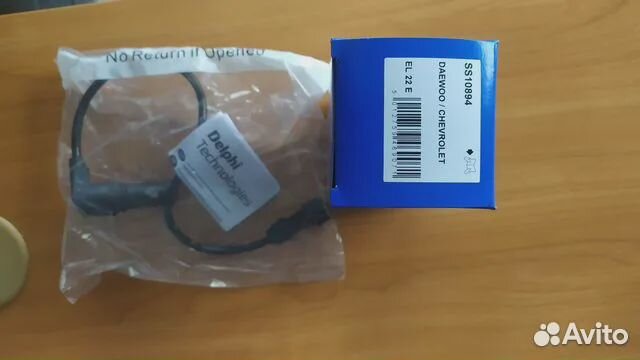 No Return if Opened
Delphi
Technologies
SS10894
DAEWOO / CHEVROLET
EL 22 E
Avito